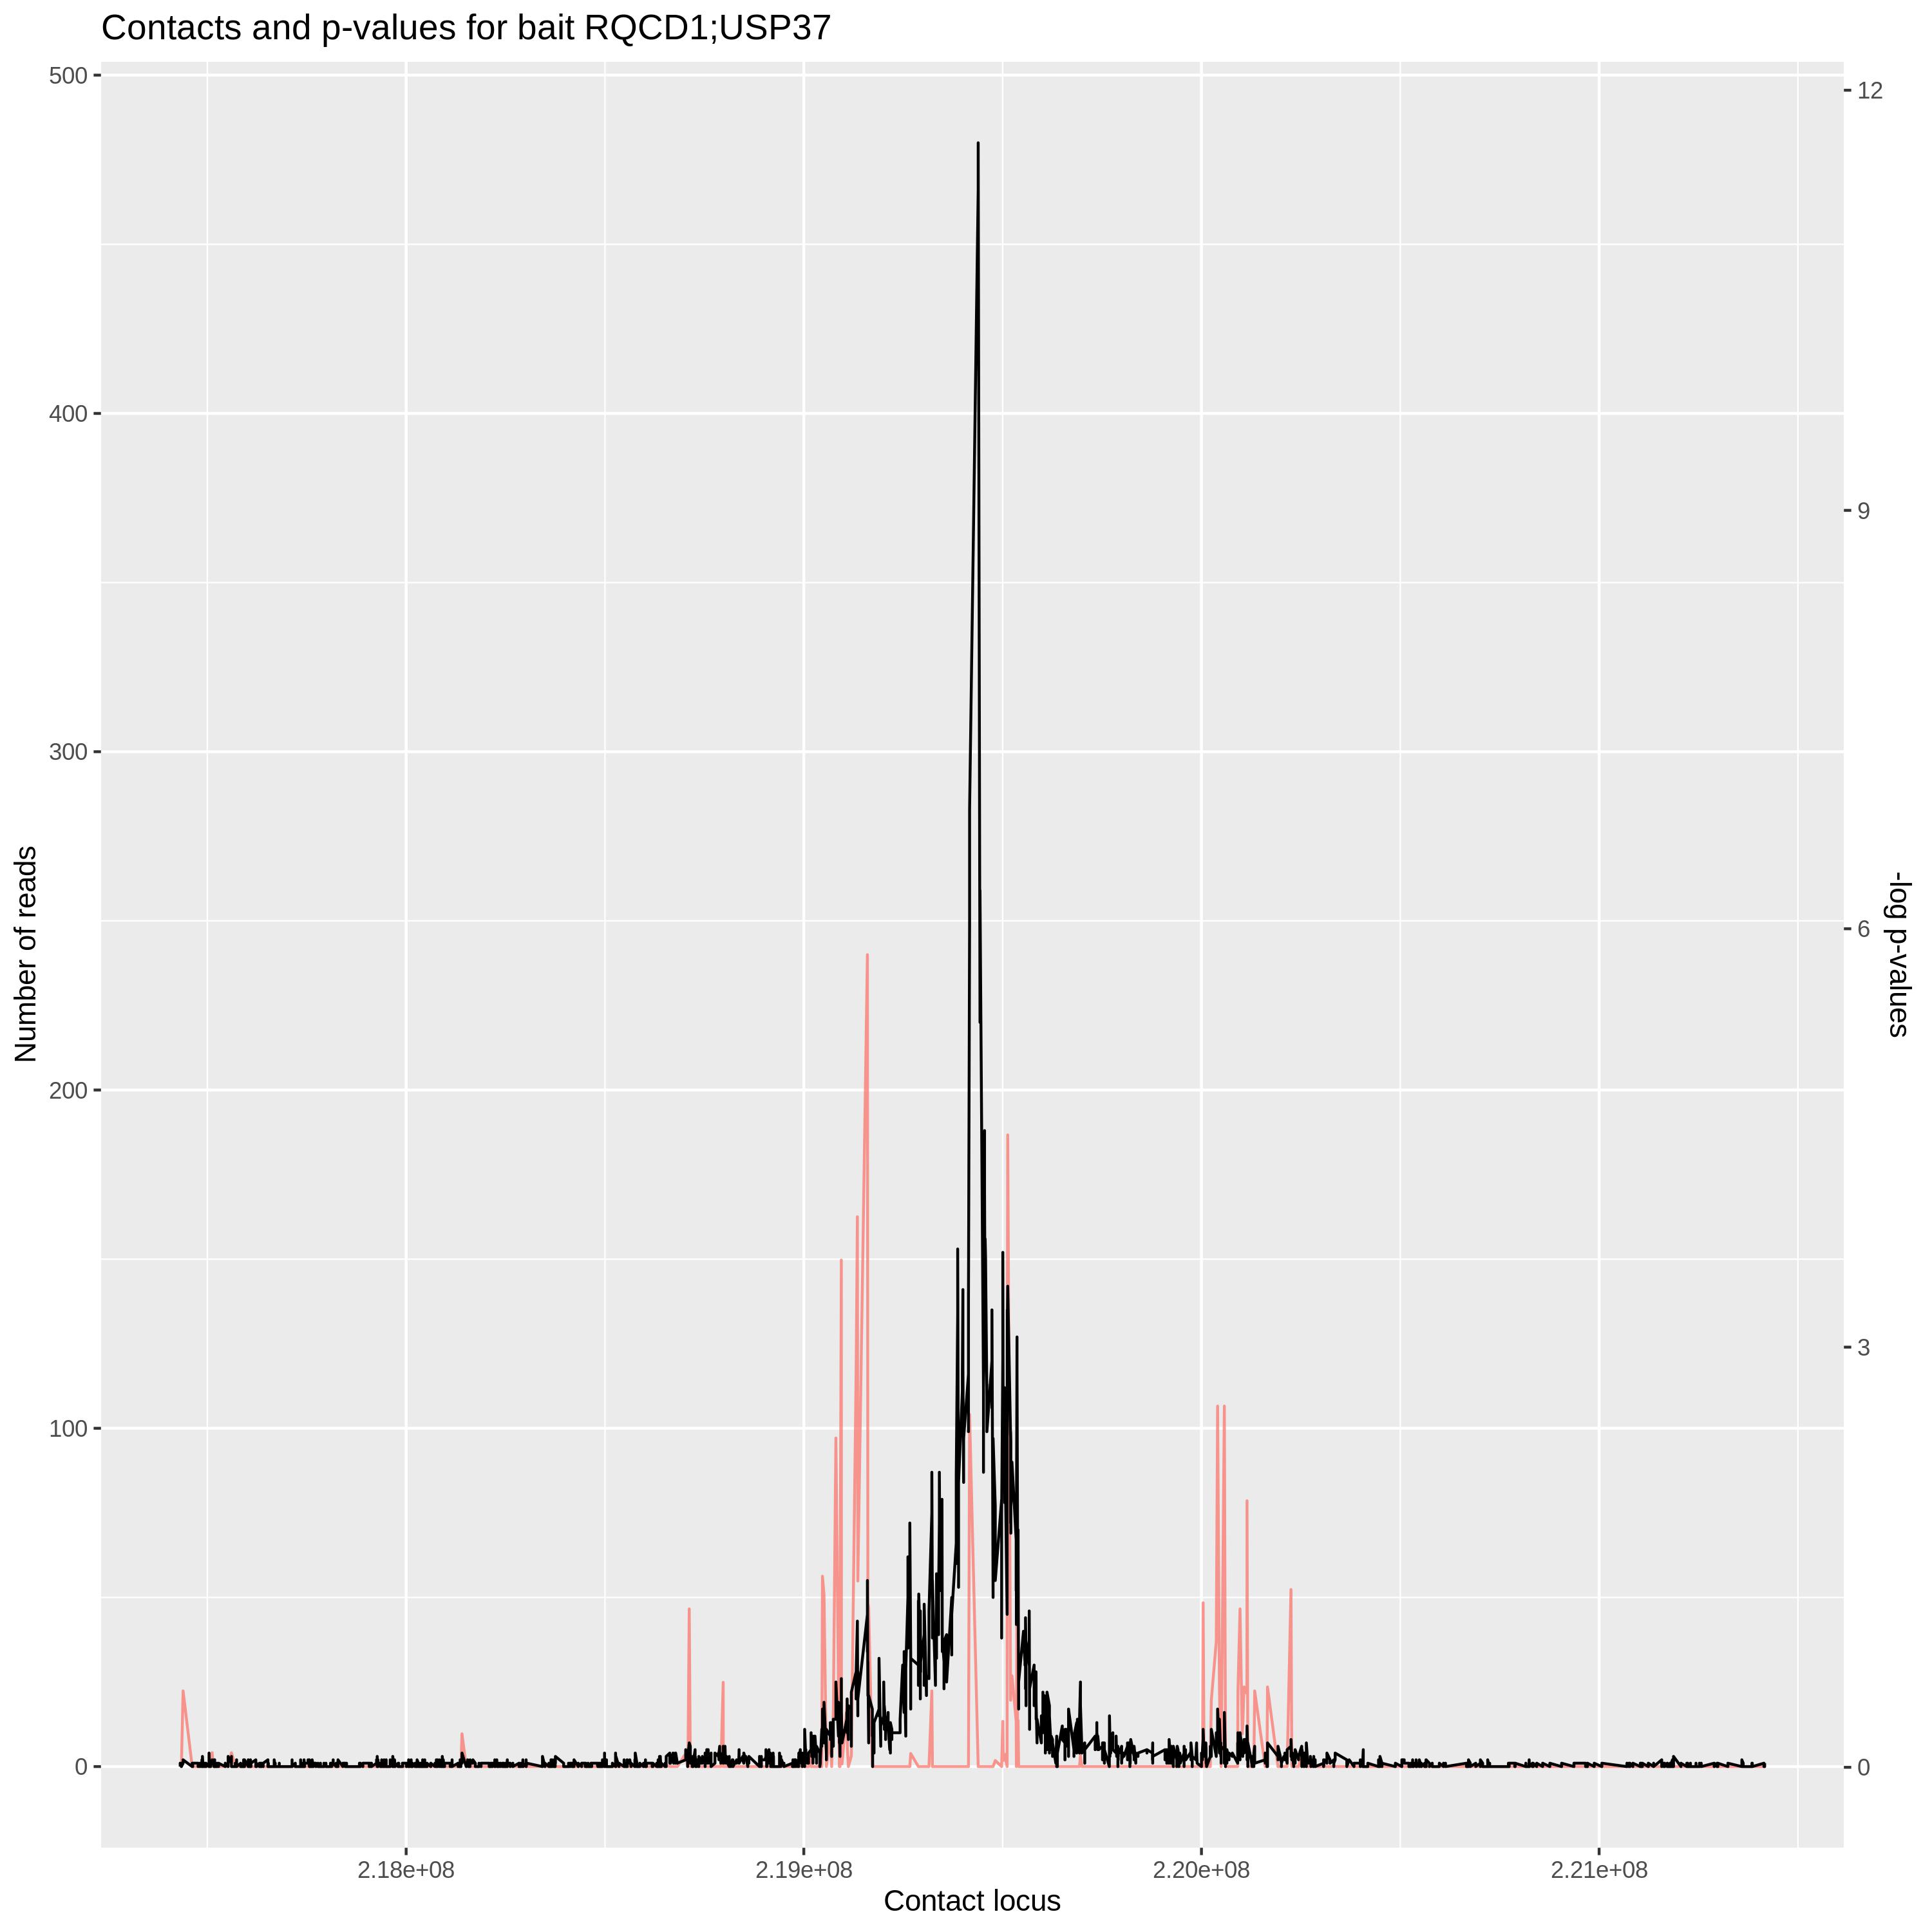 Contacts and p-values for bait RQCD1;USP37
500
400
300
200
100
0
Number of reads
12
9
6
3
0
-log p-values
2.18e+08
2.19e+08
2.20e+08
2.21e+08
Contact locus